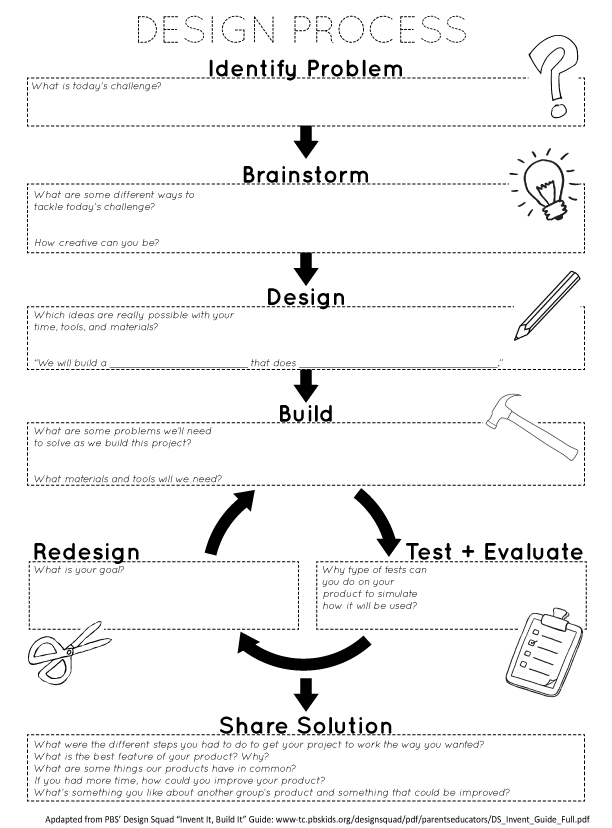 DESIGN PROCESS
Identify Problem
What is today's challenge?
Brainstorm
What are some different ways to
tackle today's challenge?
How creative can you be?
Design
Which ideas are really possible with your
time, tools, and materials?
"We will build a ______________________ that does ________________________________."
Build
What are some problems we'll need
to solve as we build this project?
What materials and tools will we need?
Redesign
What is your goal?
Test + Evaluate
Why type of tests can
you do on your
product to simulate
how it will be used?
Share Solution
What were the different steps you had to do to get your project to work the way you wanted?
What is the best feature of your product? Why?
What are some things our products have in common?
If you had more time, how could you improve your product?
What's something you like about another group's product and something that could be improved?
Apdapted from PBS' Design Squad "Invent It, Build It" Guide: www-tc.pbskids.org/designsquad/pdf/parentseducators/DS_Invent_Guide_Full.pdf